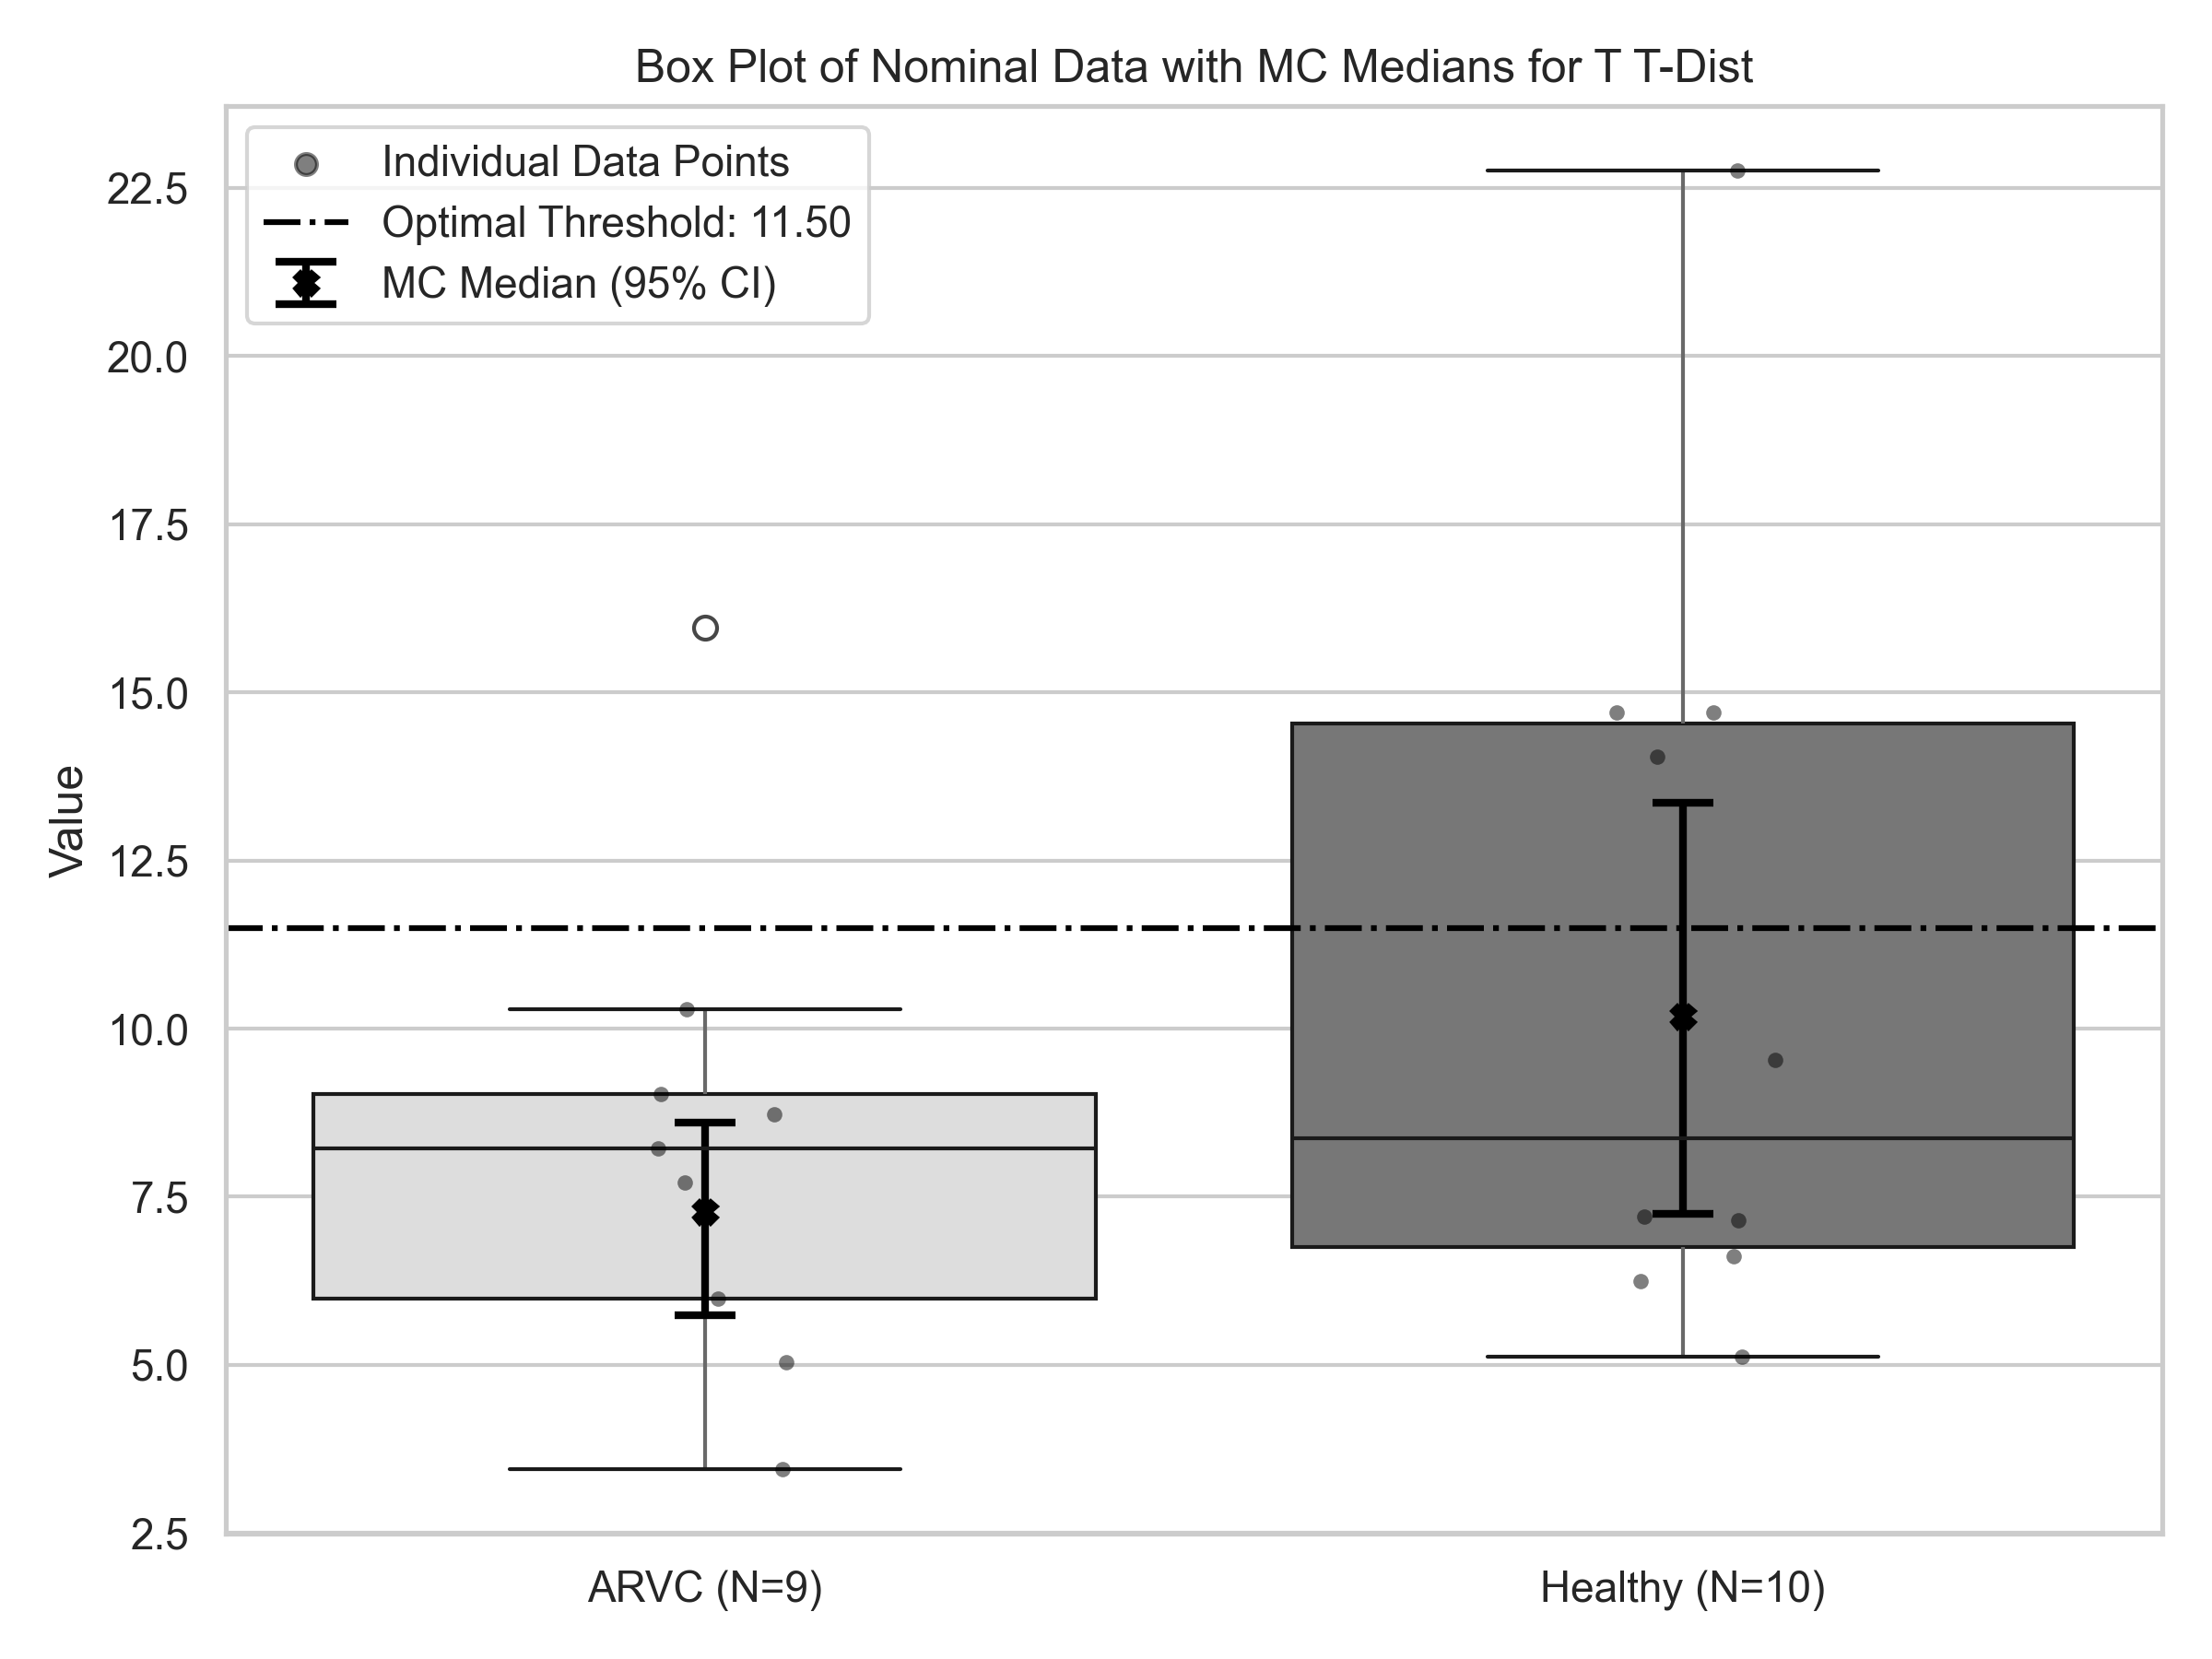 Box Plot of Nominal Data with MC Medians for T T-Dist
Individual Data Points
Optimal Threshold: 11.50
MC Median (95% CI)
Value
22.5
20.0
17.5
15.0
12.5
10.0
7.5
5.0
2.5
ARVC (N=9)
Healthy (N=10)